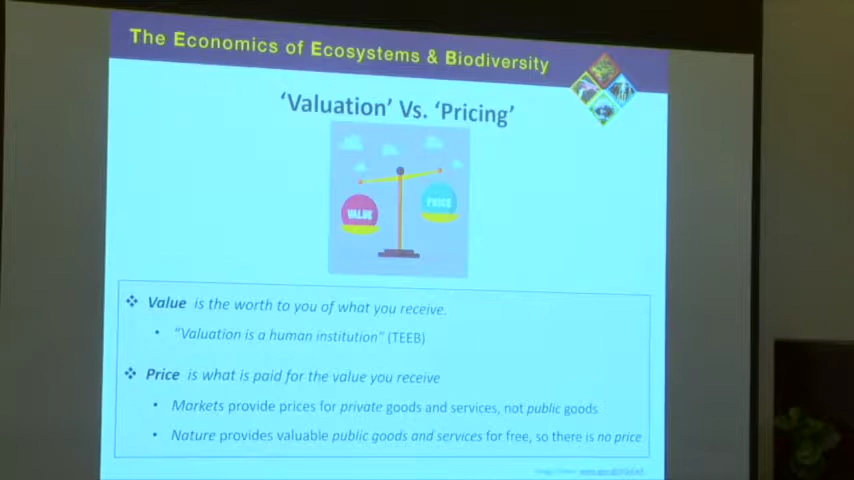 The Economics of Ecosystems & Biodiversity
‘Valuation’ Vs. ‘Pricing’
VALUE
PRICE
Value is the worth to you of what you receive.
“Valuation is a human institution” (TEEB)
Price is what is paid for the value you receive
Markets provide prices for private goods and services, not public goods
Nature provides valuable public goods and services for free, so there is no price